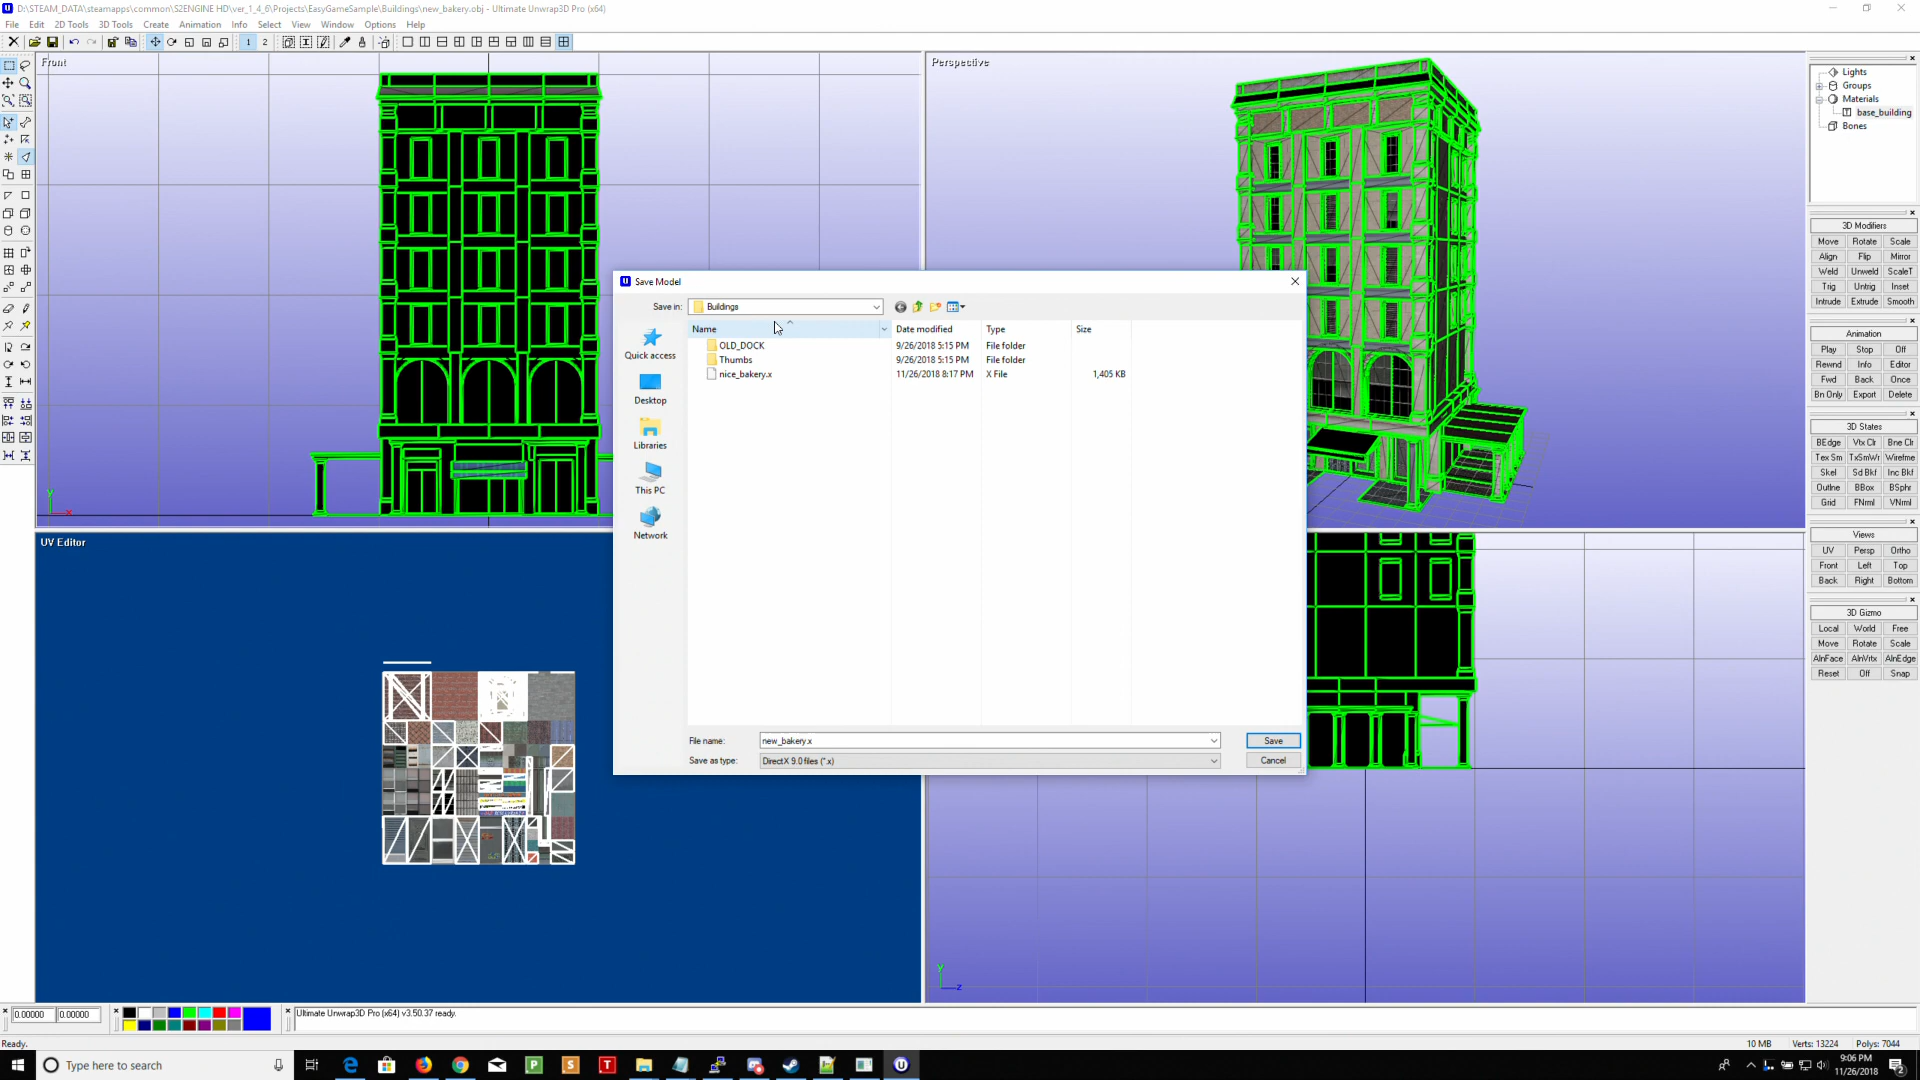 D:\STEAM_DATA\steamapps\common\S2ENGINE HD\ver_1_4_6\Projects\EasyGameSample\Buildings\new_bakery.obj - Ultimate Unwrap3D Pro (x64)
File Edit 2D Tools 3D Tools Create Animation Info Select View Window Options Help
1 2
Front
Perspective
Lights
Groups
Materials
base_building
Bones
3D Modifiers
Move Rotate Scale
Align Flip Mirror
Weld Unweld ScaleT
Trig Untrig Inset
Intrude Extrude Smooth
Animation
Play Stop Off
Rewnd Info Editor
Fwd Back Once
Bn Only Export Delete
3D States
BEdge Vtx Clr Bne Clr
Tex Sm TxSmWr Wirefme
Skel Sd Bkf Inc Bkf
Outlne BBox BSphr
Grid FNrml VNrml
Views
UV Persp Ortho
Front Left Top
Back Right Bottom
3D Gizmo
Local World Free
Move Rotate Scale
AlnFace AlnVrtx AlnEdge
Reset Off Snap
Save Model
Save in: Buildings
Name Date modified Type Size
OLD_DOCK 9/26/2018 5:15 PM File folder
Thumbs 9/26/2018 5:15 PM File folder
nice_bakery.x 11/26/2018 8:17 PM X File 1,405 KB
Quick access
Desktop
Libraries
This PC
Network
File name: new_bakery.x Save
Save as type: DirectX 9.0 files (*.x) Cancel
y
x
UV Editor
y
z
0.00000 0.00000
Ultimate Unwrap3D Pro (x64) v3.50.37 ready.
Ready.
10 MB Verts: 13224 Polys: 7044
Type here to search
9:06 PM
11/26/2018
2